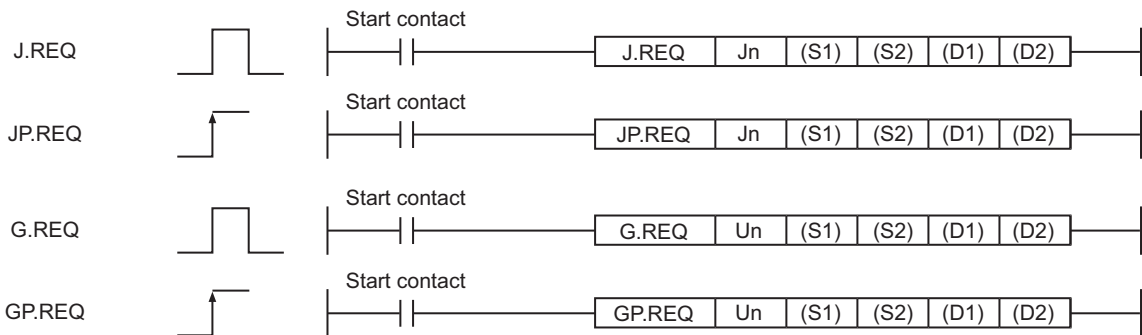 Start contact
J.REQ J.REQ Jn (S1) (S2) (D1) (D2)
Start contact
JP.REQ JP.REQ Jn (S1) (S2) (D1) (D2)
Start contact
G.REQ G.REQ Un (S1) (S2) (D1) (D2)
Start contact
GP.REQ GP.REQ Un (S1) (S2) (D1) (D2)